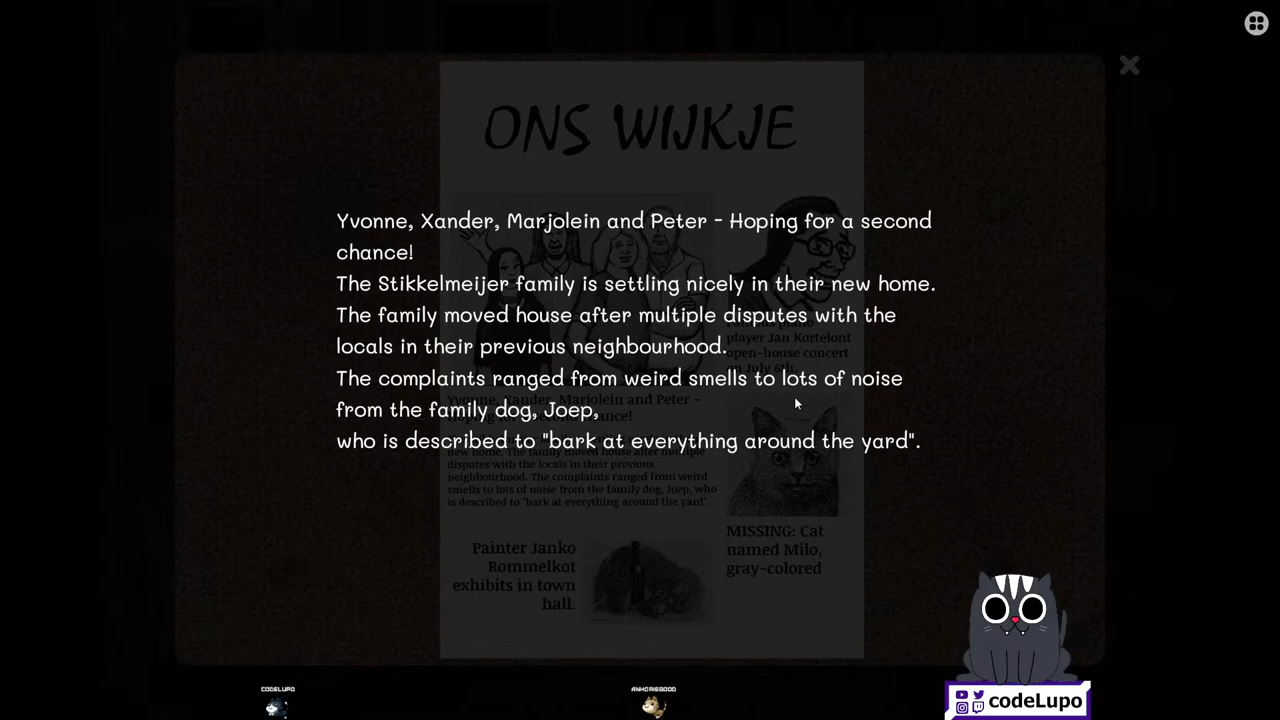 ONS WIJKJE
Yvonne, Xander, Marjolein and Peter - Hoping for a second
chance!
The Stikkelmeijer family is settling nicely in their new home.
The family moved house after multiple disputes with the
locals in their previous neighbourhood.
The complaints ranged from weird smells to lots of noise
from the family dog, Joep,
who is described to "bark at everything around the yard".
player Jan Kortelont
open-house concert
on July 6th.
Yvonne, Xander, Marjolein and Peter -
new home. The family moved house after multiple
disputes with the locals in their previous
neighbourhood. The complaints ranged from weird
smells to lots of noise from the family dog, Joep, who
is described to "bark at everything around the yard".
MISSING: Cat
named Milo,
gray-colored
Painter Janko
Rommelkot
exhibits in town
hall.
CODELUPO
codeLupo